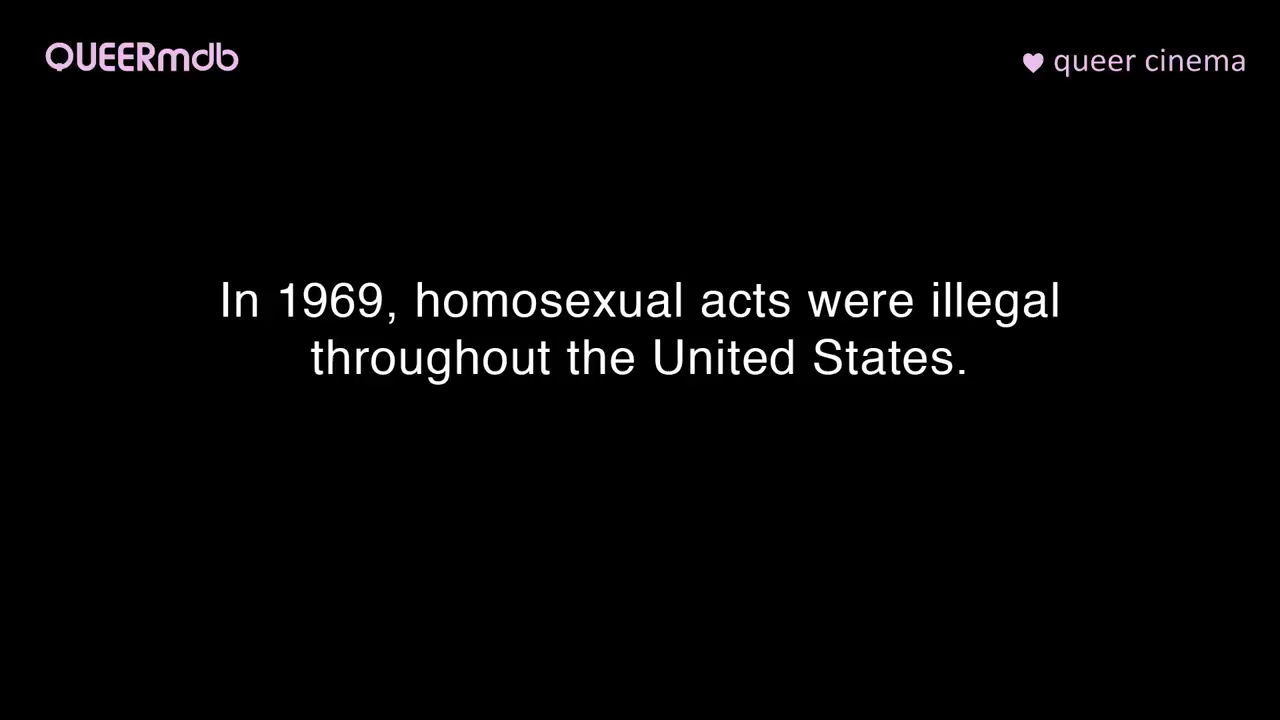 QUEERmdb
queer cinema
In 1969, homosexual acts were illegal
throughout the United States.